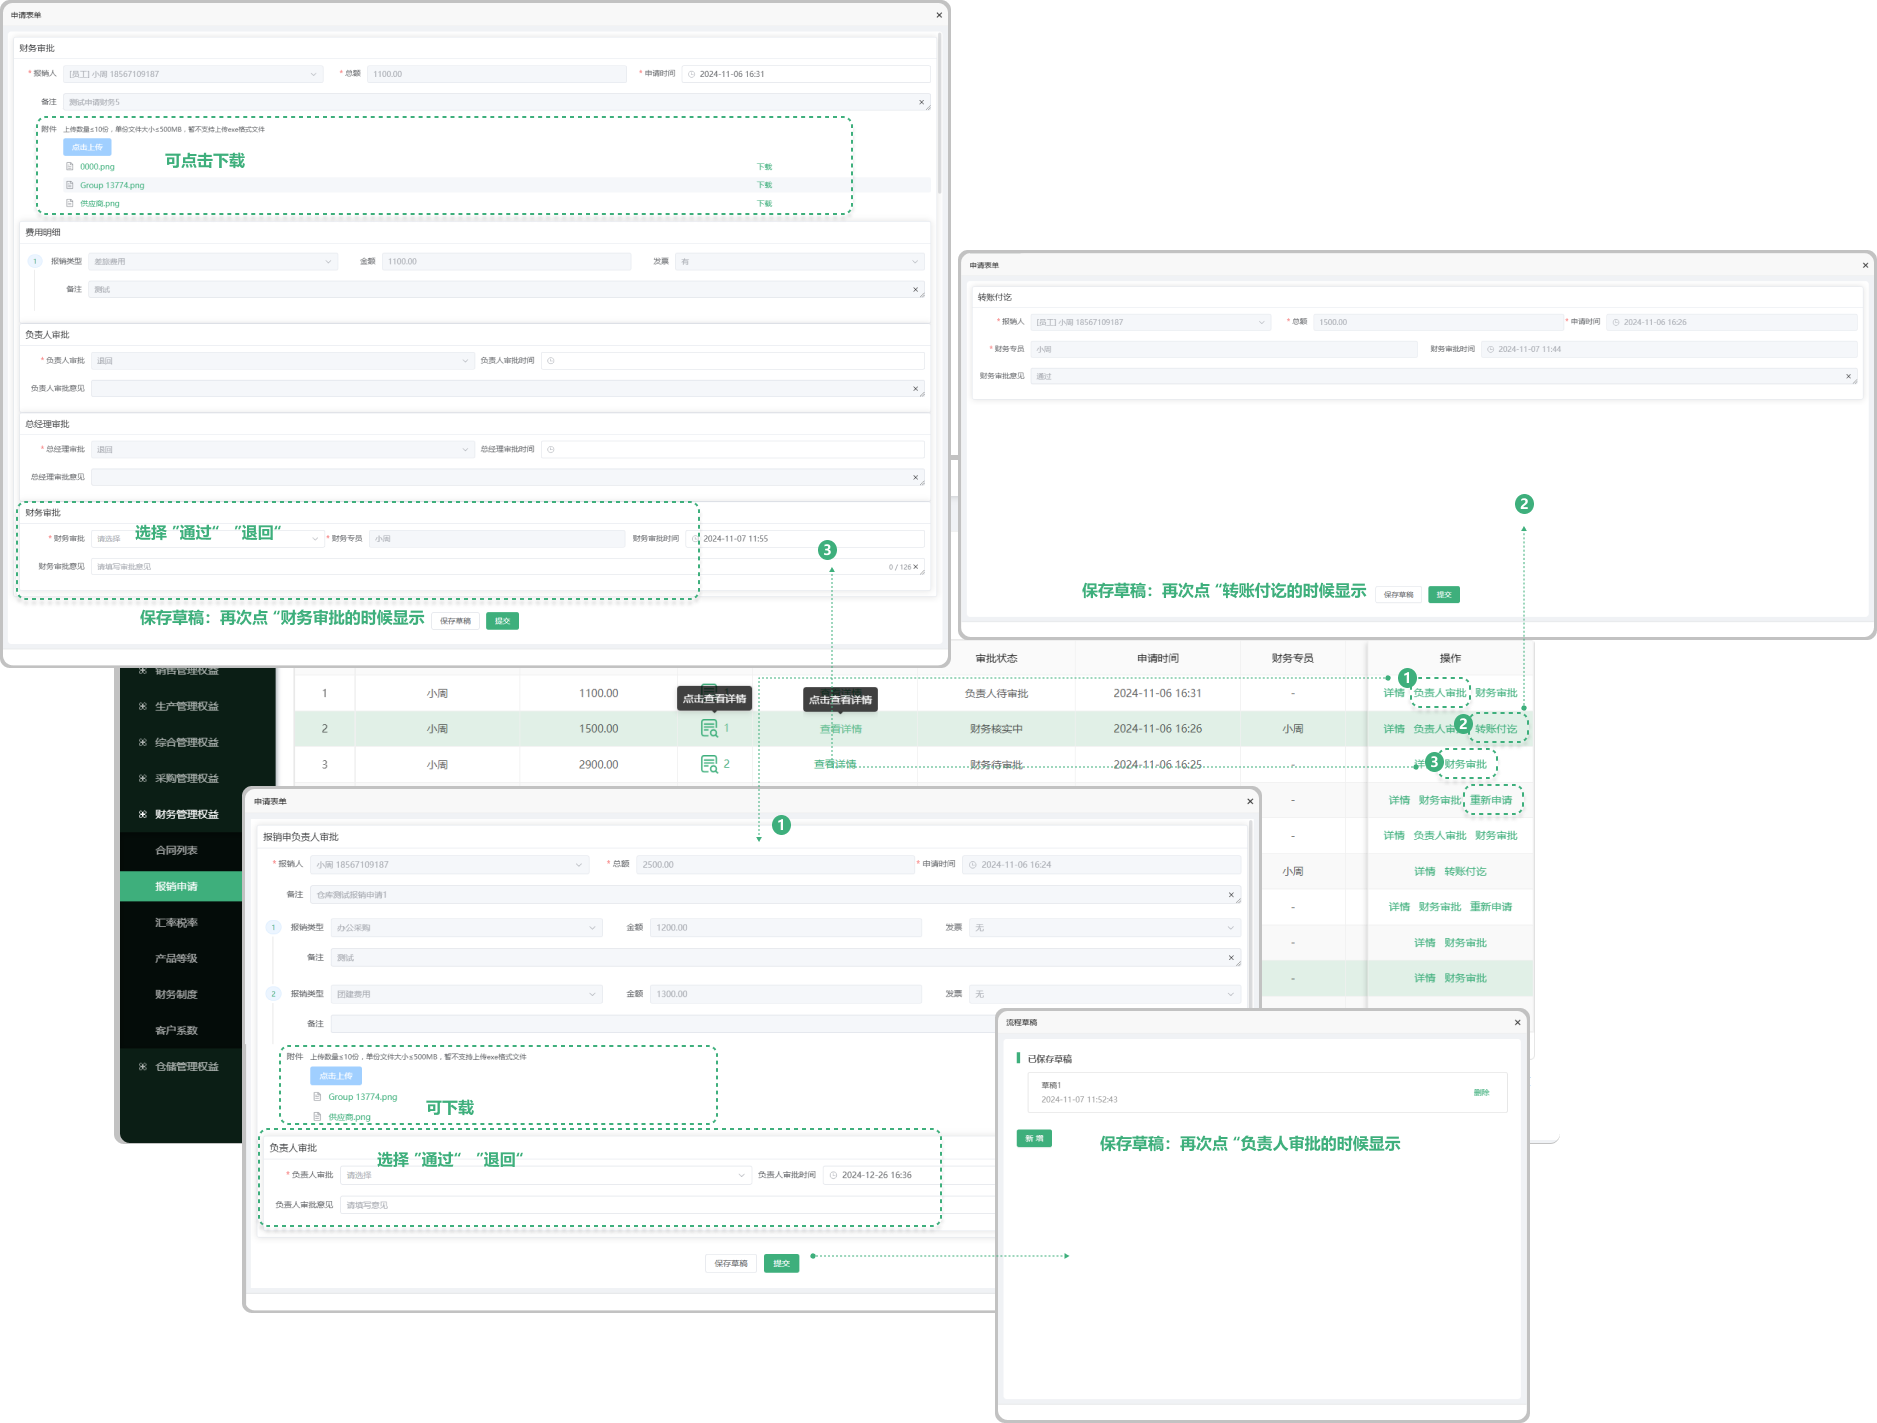 申请表单
财务审批
* 报销人 [员工] 小周 18567109187 * 总额 1100.00 * 申请时间 2024-11-06 16:31
备注 测试申请财务5
附件 上传数量≤10份，单份文件大小≤500MB，暂不支持上传exe格式文件
点击上传
可点击下载
0000.png 下载
Group 13774.png 下载
供应商.png 下载
费用明细
1 报销类型 差旅费用 金额 1100.00 发票 有
备注 测试
负责人审批
* 负责人审批 退回 负责人审批时间
负责人审批意见
总经理审批
* 总经理审批 退回 总经理审批时间
总经理审批意见
财务审批
选择 “通过” “退回”
* 财务审批 请选择 * 财务专员 小周 财务审批时间 2024-11-07 11:55
财务审批意见 请填写审批意见 0 / 126
保存草稿：再次点 “财务审批的时候显示 保存草稿 提交
3
申请表单
转账付讫
* 报销人 [员工] 小周 18567109187 * 总额 1500.00 * 申请时间 2024-11-06 16:26
* 财务专员 小周 财务审批时间 2024-11-07 11:44
财务审批意见 通过
2
保存草稿：再次点 “转账付讫的时候显示 保存草稿 提交
销售管理权益
生产管理权益
综合管理权益
采购管理权益
财务管理权益
合同列表
报销申请
汇率税率
产品等级
财务制度
客户系数
仓储管理权益
审批状态 申请时间 财务专员 操作
1 小周 1100.00 负责人待审批 2024-11-06 16:31 - 详情 负责人审批 财务审批
点击查看详情 点击查看详情
1
2 小周 1500.00 1 查看详情 财务核实中 2024-11-06 16:26 小周 详情 负责人审 转账付讫
2
3 小周 2900.00 2 查看详情 财务待审批 2024-11-06 16:25 - 详 财务审批
3
- 详情 财务审批 重新申请
- 详情 负责人审批 财务审批
小周 详情 转账付讫
- 详情 财务审批 重新申请
- 详情 财务审批
- 详情 财务审批
申请表单
1
报销申负责人审批
* 报销人 小周 18567109187 * 总额 2500.00 * 申请时间 2024-11-06 16:24
备注 仓库测试报销申请1
1 报销类型 办公采购 金额 1200.00 发票 无
备注 测试
2 报销类型 团建费用 金额 1300.00 发票 无
备注
附件 上传数量≤10份，单份文件大小≤500MB，暂不支持上传exe格式文件
点击上传
Group 13774.png
可下载
供应商.png
负责人审批
选择 “通过” “退回”
* 负责人审批 请选择 负责人审批时间 2024-12-26 16:36
负责人审批意见 请填写意见
保存草稿 提交
流程草稿
已保存草稿
草稿1
2024-11-07 11:52:43
删除
新 增
保存草稿：再次点 “负责人审批的时候显示